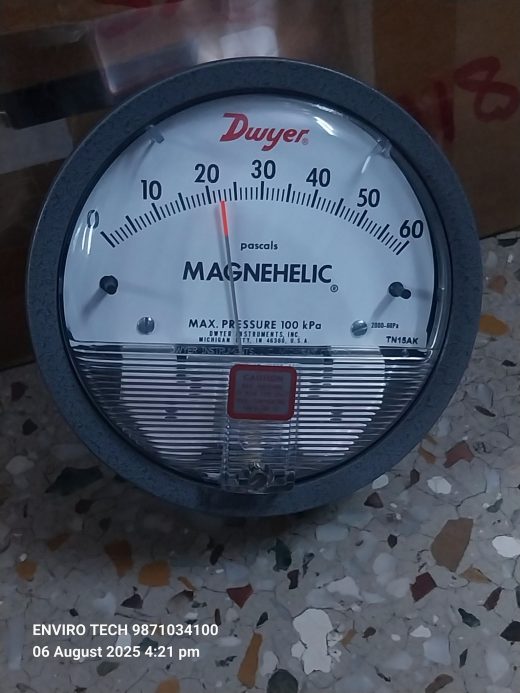 Dwyer®
0 10 20 30 40 50 60
pascals
MAGNEHELIC®
MAX. PRESSURE 100 kPa
DWYER INSTRUMENTS, INC.
MICHIGAN CITY, IN 46360, U.S.A
2000-60Pa
TN15AK
CAUTION
ENVIRO TECH 9871034100
06 August 2025 4:21 pm